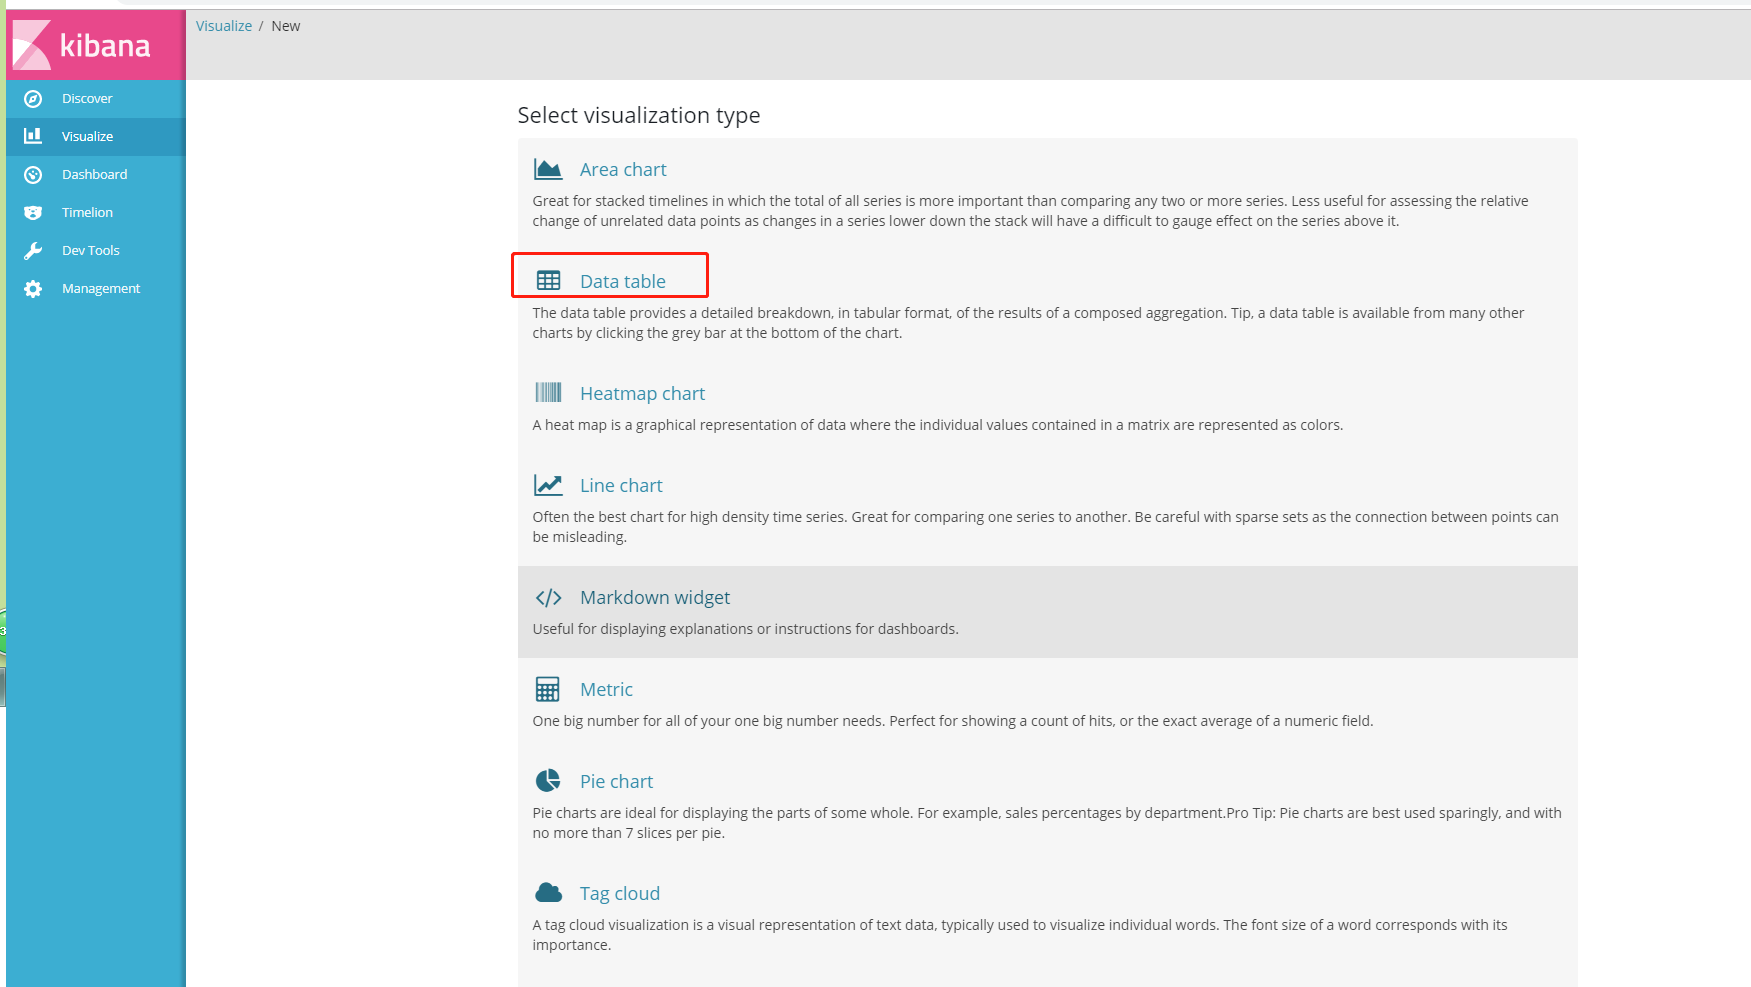 kibana
Visualize / New
Discover
Visualize
Dashboard
Timelion
Dev Tools
Management
3
Select visualization type
Area chart
Great for stacked timelines in which the total of all series is more important than comparing any two or more series. Less useful for assessing the relative
change of unrelated data points as changes in a series lower down the stack will have a difficult to gauge effect on the series above it.
Data table
The data table provides a detailed breakdown, in tabular format, of the results of a composed aggregation. Tip, a data table is available from many other
charts by clicking the grey bar at the bottom of the chart.
Heatmap chart
A heat map is a graphical representation of data where the individual values contained in a matrix are represented as colors.
Line chart
Often the best chart for high density time series. Great for comparing one series to another. Be careful with sparse sets as the connection between points can
be misleading.
Markdown widget
Useful for displaying explanations or instructions for dashboards.
Metric
One big number for all of your one big number needs. Perfect for showing a count of hits, or the exact average of a numeric field.
Pie chart
Pie charts are ideal for displaying the parts of some whole. For example, sales percentages by department.Pro Tip: Pie charts are best used sparingly, and with
no more than 7 slices per pie.
Tag cloud
A tag cloud visualization is a visual representation of text data, typically used to visualize individual words. The font size of a word corresponds with its
importance.